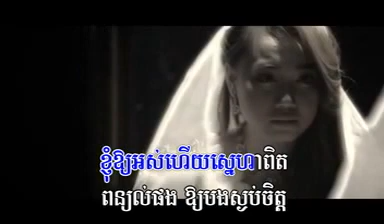 ខ្ញុំឱ្យអស់ហើយស្នេហាពិត
ពន្យល់ផង ឱ្យបងស្ងប់ចិត្ត